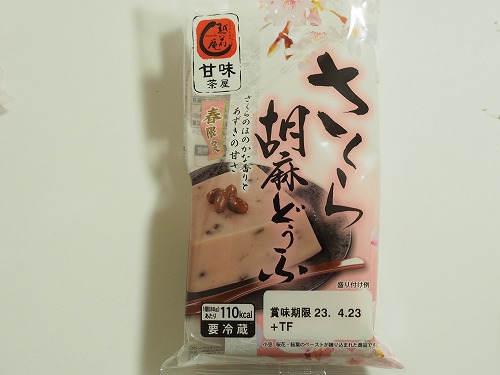 さくら
胡麻どうふ
甘味
茶屋
さくらのほのかな香りと
あずきの甘さ
春限定
盛り付け例
賞味期限 23. 4.23
+TF
1個(80g)
あたり 110kcal
要冷蔵